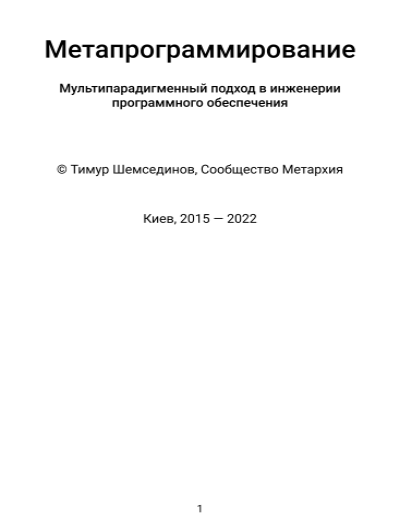 Метапрограммирование
Мультипарадигменный подход в инженерии
программного обеспечения
© Тимур Шемсединов, Сообщество Метархия
Киев, 2015 — 2022
1